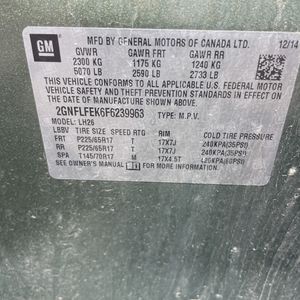 GM
MFD BY GENERAL MOTORS OF CANADA LTD. 12/14
GVWR GAWR FRT GAWR RR
2300 KG 1175 KG 1240 KG
5070 LB 2590 LB 2733 LB
THIS VEHICLE CONFORMS TO ALL APPLICABLE U.S. FEDERAL MOTOR
VEHICLE SAFETY AND THEFT PREVENTION STANDARDS IN EFFECT ON
THE DATE OF MANUFACTURE SHOWN ABOVE.
2GNFLFEK6F6239963 TYPE: M.P.V.
LBBV LH26
TIRE SIZE SPEED RTG RIM COLD TIRE PRESSURE
FRT P225/65R17 T 17X7J 240KPA(35PSI)
RR P225/65R17 T 17X7J 240KPA(35PSI)
SPA T145/70R17 M 17X4.5T 420KPA(60PSI)
SEE OWNER'S MANUAL